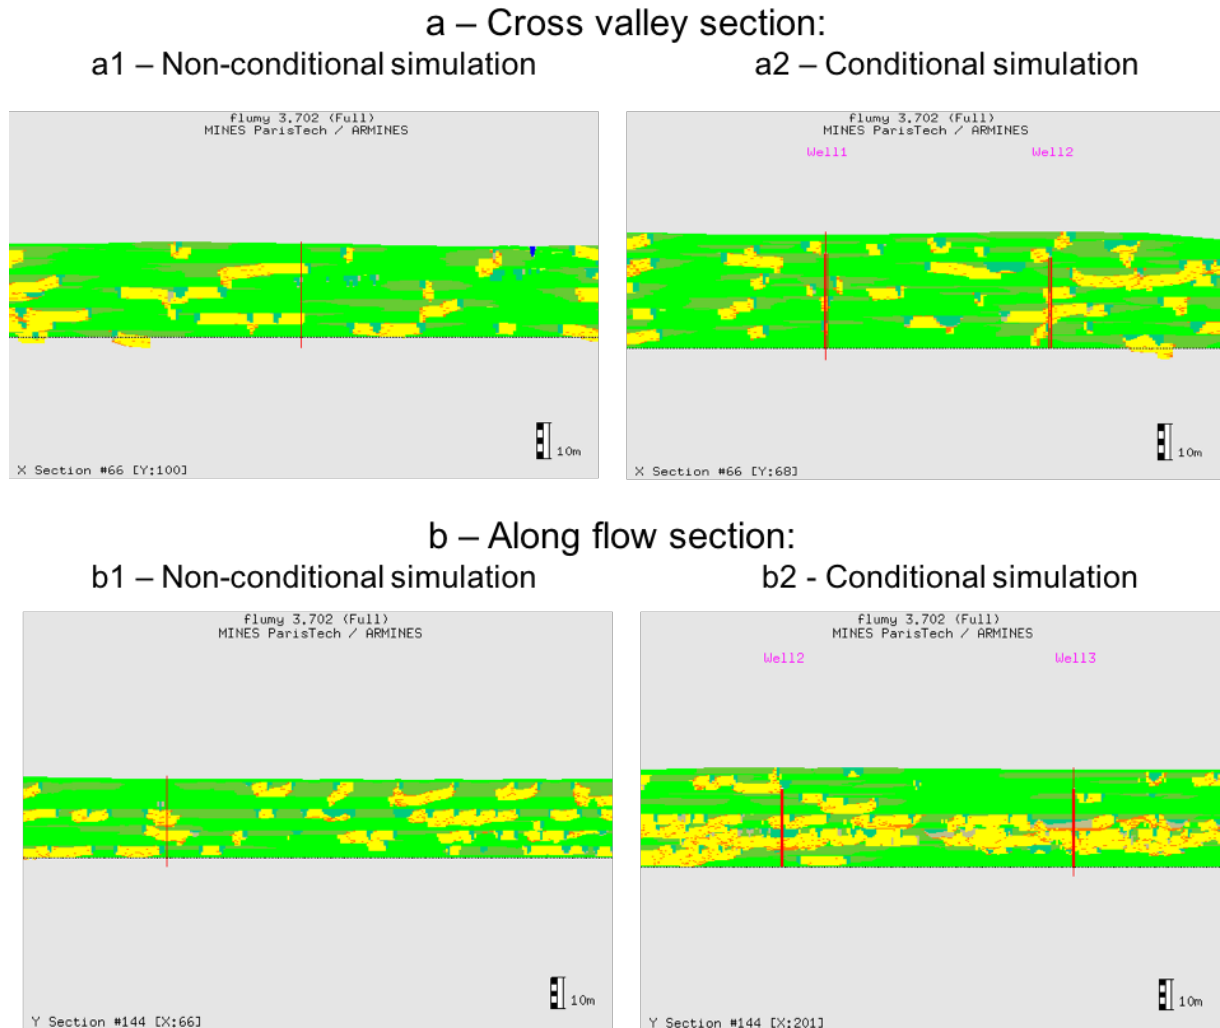 a – Cross valley section:
a1 – Non-conditional simulation
a2 – Conditional simulation
flumy 3.702 (Full)
MINES ParisTech / ARMINES
10m
X Section #66 [Y:100]
flumy 3.702 (Full)
MINES ParisTech / ARMINES
Well1
Well2
10m
X Section #66 [Y:68]
b – Along flow section:
b1 – Non-conditional simulation
b2 - Conditional simulation
flumy 3.702 (Full)
MINES ParisTech / ARMINES
10m
Y Section #144 [X:66]
flumy 3.702 (Full)
MINES ParisTech / ARMINES
Well2
Well3
10m
Y Section #144 [X:201]